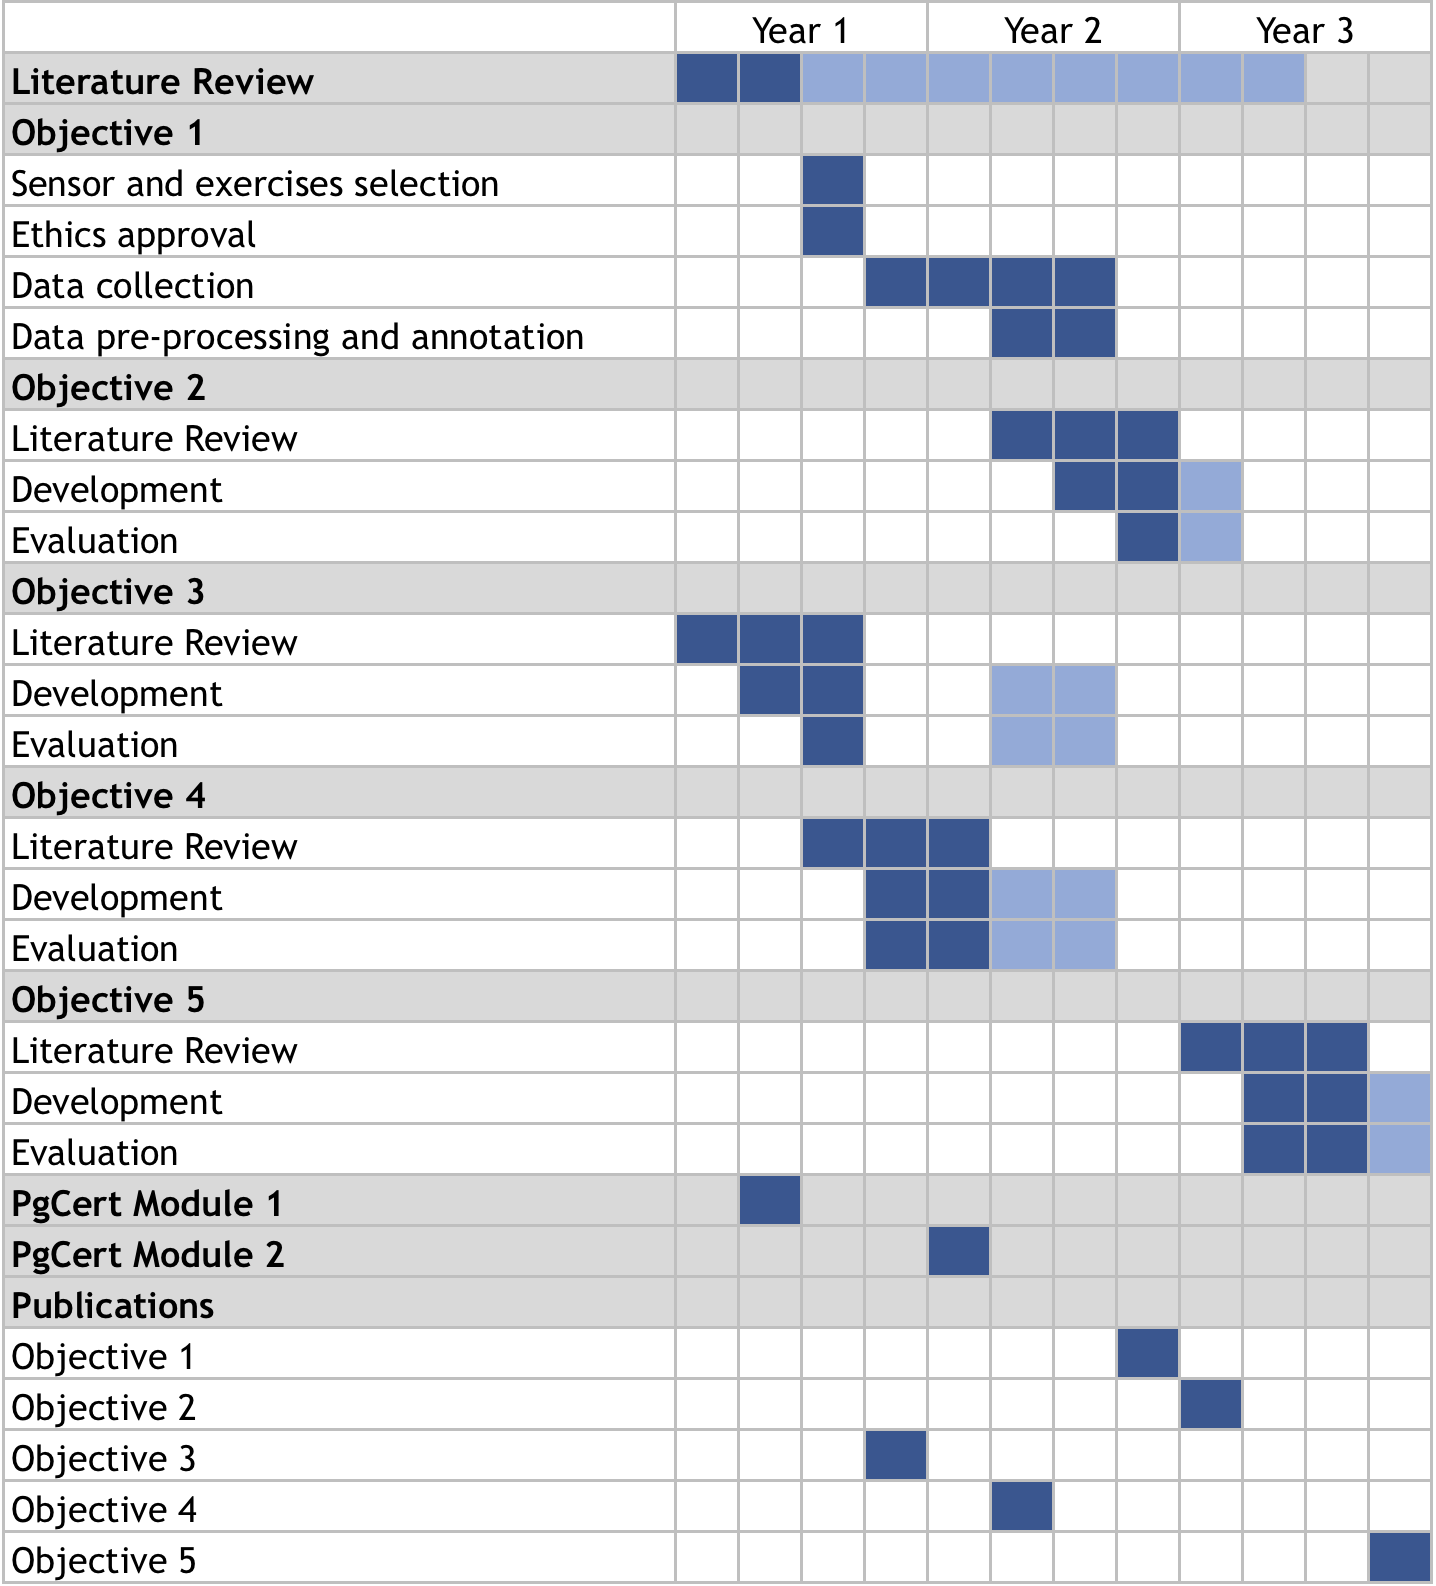 Year 1 Year 2 Year 3
Literature Review
Objective 1
Sensor and exercises selection
Ethics approval
Data collection
Data pre-processing and annotation
Objective 2
Literature Review
Development
Evaluation
Objective 3
Literature Review
Development
Evaluation
Objective 4
Literature Review
Development
Evaluation
Objective 5
Literature Review
Development
Evaluation
PgCert Module 1
PgCert Module 2
Publications
Objective 1
Objective 2
Objective 3
Objective 4
Objective 5